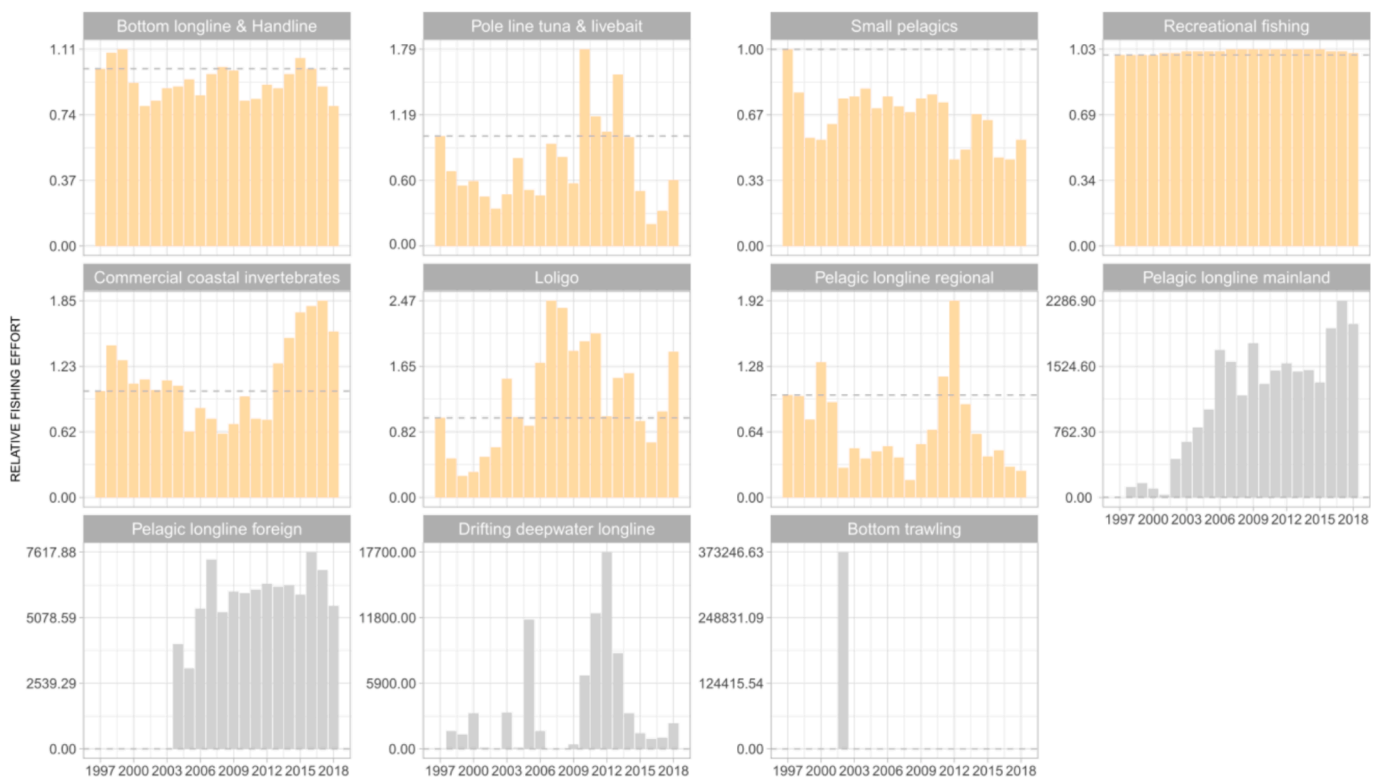 Bottom longline & Handline
Pole line tuna & livebait
Small pelagics
Recreational fishing
1.11
0.74
0.37
0.00
1.79
1.19
0.60
0.00
1.00
0.67
0.33
0.00
1.03
0.69
0.34
0.00
Commercial coastal invertebrates
Loligo
Pelagic longline regional
Pelagic longline mainland
1.85
1.23
0.62
0.00
2.47
1.65
0.82
0.00
1.92
1.28
0.64
0.00
2286.90
1524.60
762.30
0.00
1997 2000 2003 2006 2009 2012 2015 2018
RELATIVE FISHING EFFORT
Pelagic longline foreign
Drifting deepwater longline
Bottom trawling
7617.88
5078.59
2539.29
0.00
17700.00
11800.00
5900.00
0.00
373246.63
248831.09
124415.54
0.00
1997 2000 2003 2006 2009 2012 2015 2018
1997 2000 2003 2006 2009 2012 2015 2018
1997 2000 2003 2006 2009 2012 2015 2018